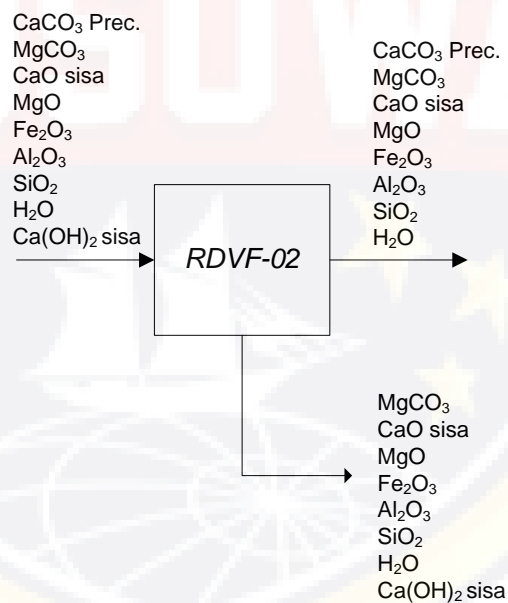 CaCO₃ Prec.
MgCO₃
CaO sisa
MgO
Fe₂O₃
Al₂O₃
SiO₂
H₂O
Ca(OH)₂ sisa
RDVF-02
CaCO₃ Prec.
MgCO₃
CaO sisa
MgO
Fe₂O₃
Al₂O₃
SiO₂
H₂O
MgCO₃
CaO sisa
MgO
Fe₂O₃
Al₂O₃
SiO₂
H₂O
Ca(OH)₂ sisa